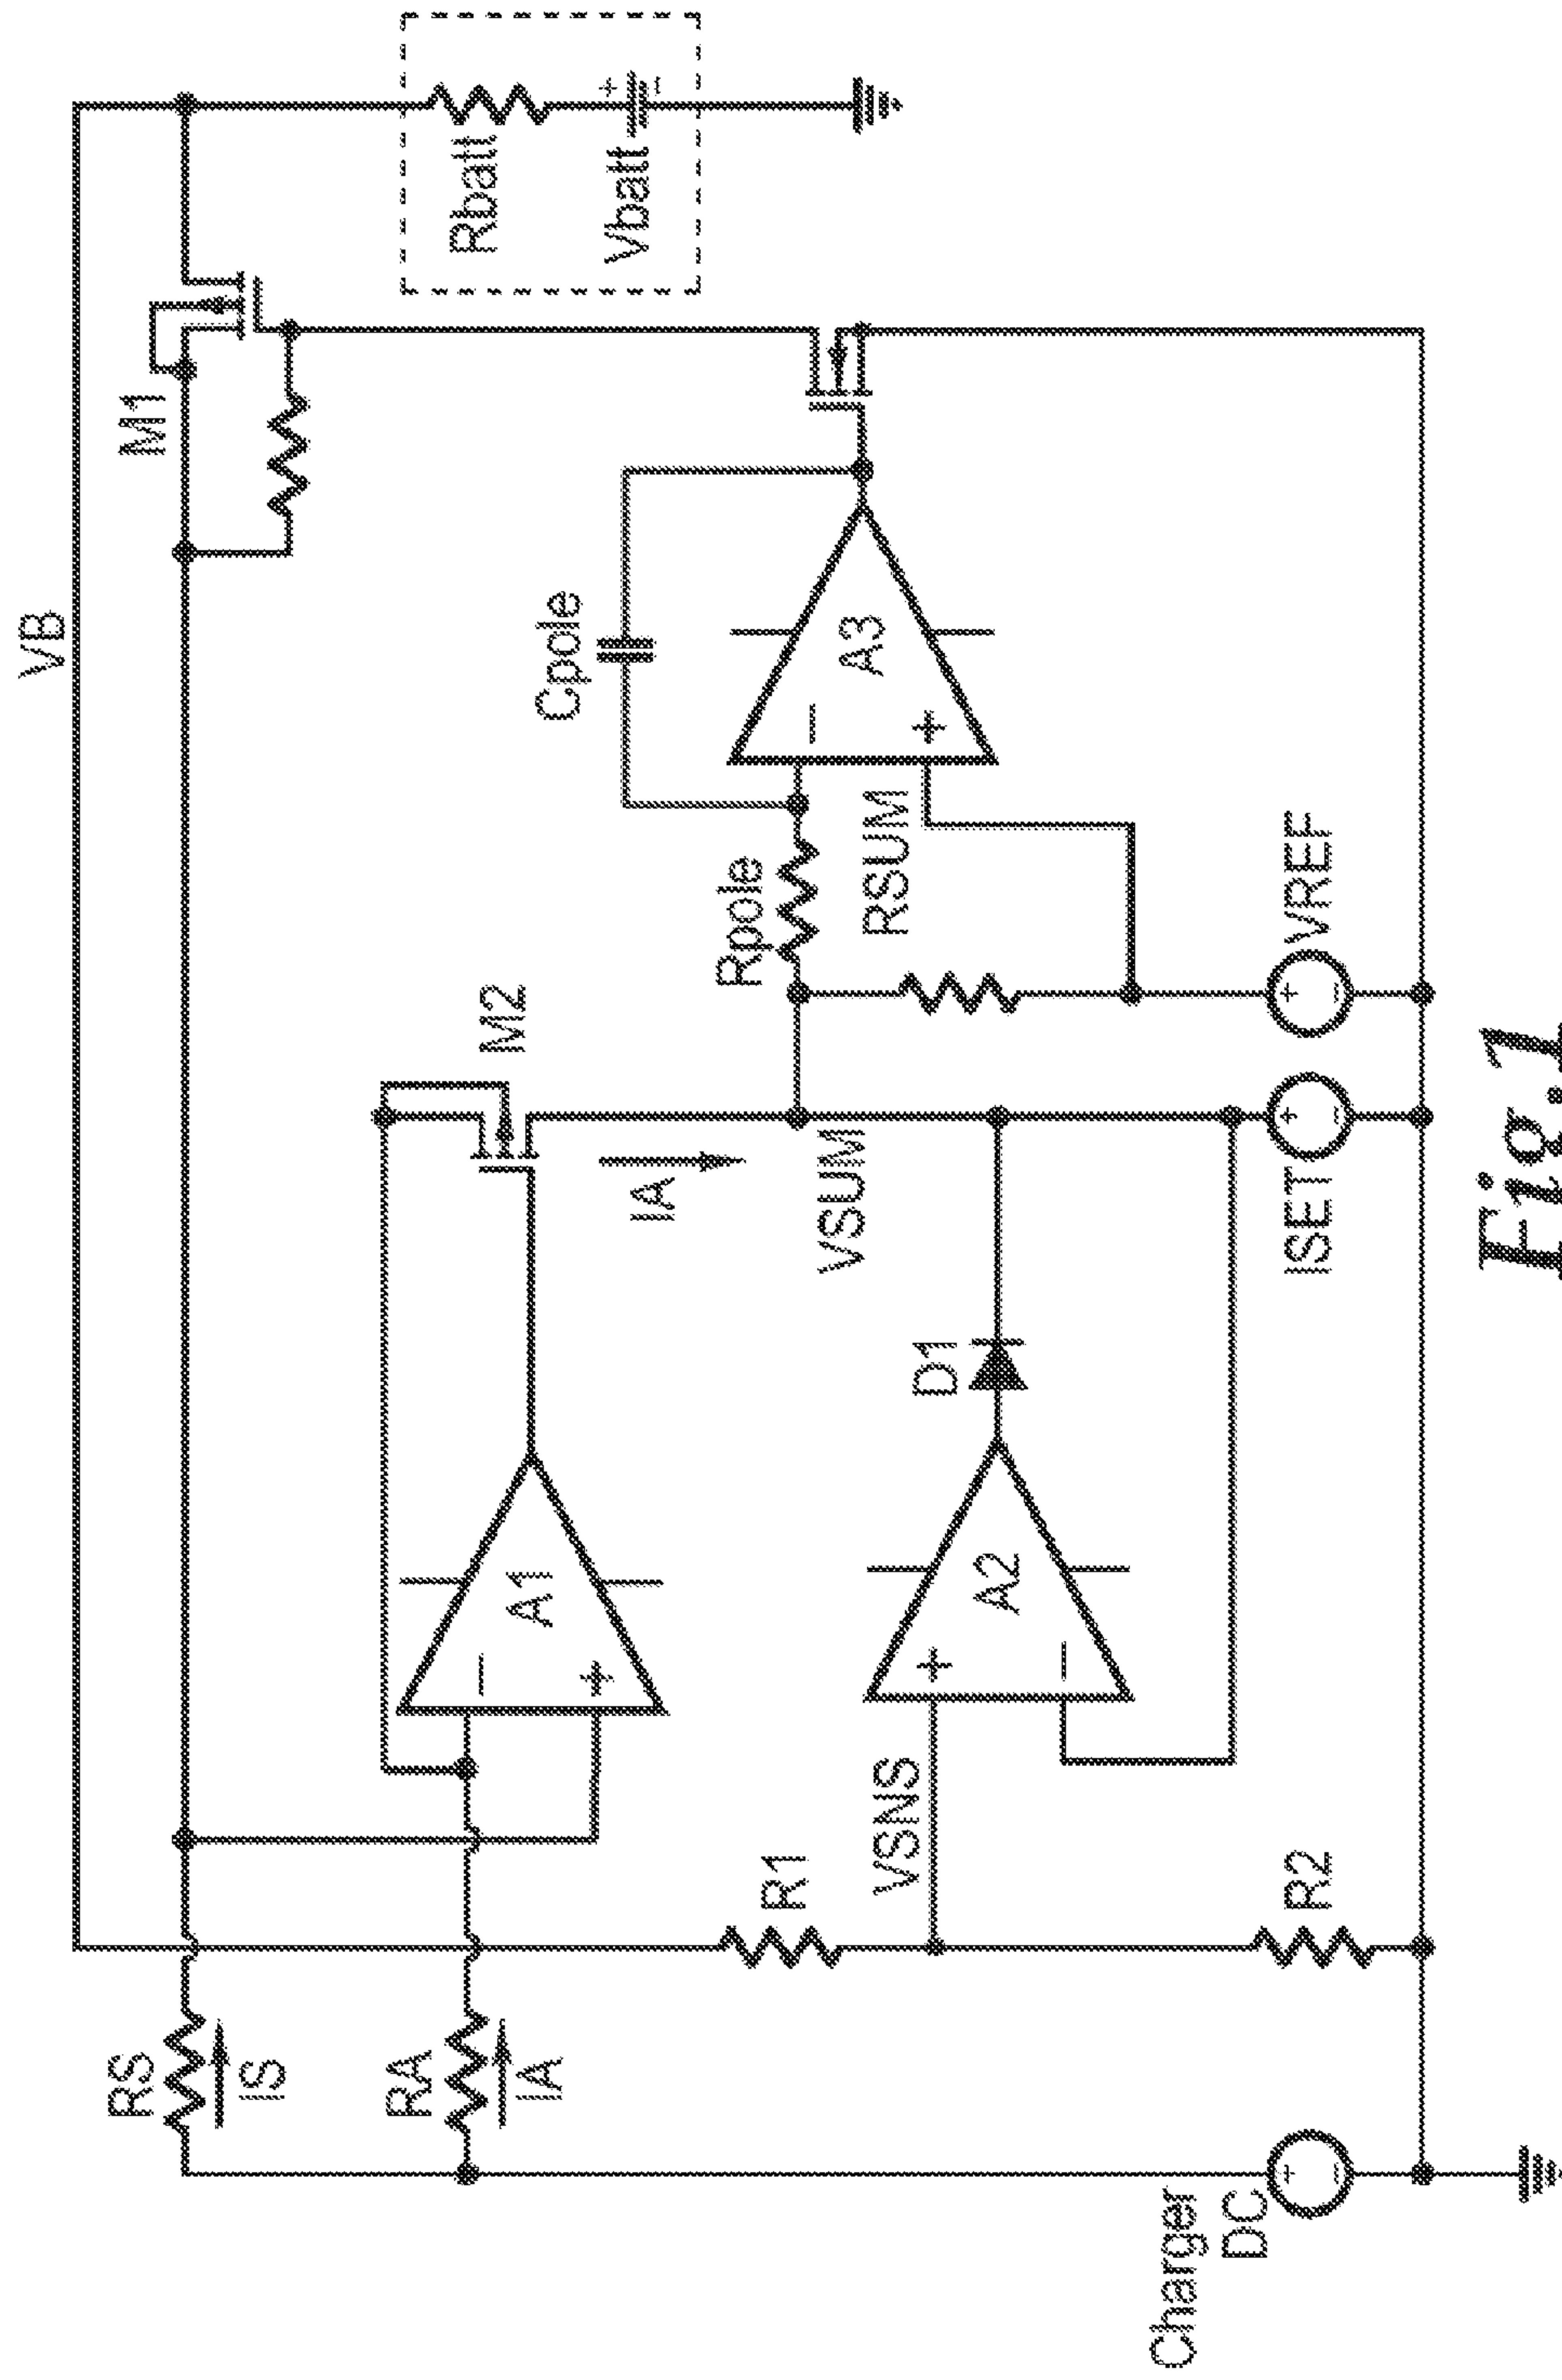 VB
M1
Rbatt
+
-
Vbatt
RS
IS
RA
IA
A1
-
+
M2
IA
Cpole
Rpole
A3
-
+
RSUM
VSUM
D1
R1
VSNS
A2
+
-
R2
Charger
DC
+
-
ISET
+
-
VREF
+
-
Fig.1